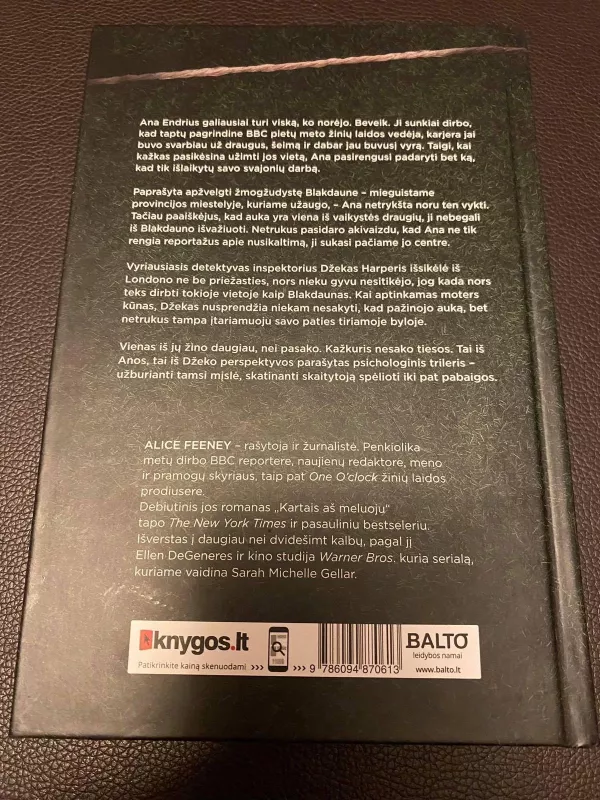 Ana Endrius galiausiai turi viską, ko norėjo. Beveik. Ji sunkiai dirbo,
kad taptų pagrindine BBC pietų meto žinių laidos vedėja, karjera jai
buvo svarbiau už draugus, šeimą ir dabar jau buvusį vyrą. Taigi, kai
kažkas pasikėsina užimti jos vietą, Ana pasirengusi padaryti bet ką,
kad tik išlaikytų savo svajonių darbą.
Paprašyta apžvelgti žmogžudystę Blakdaune – mieguistame
provincijos miestelyje, kuriame užaugo, – Ana netrykšta noru ten vykti.
Tačiau paaiškėjus, kad auka yra viena iš vaikystės draugių, ji nebegali
iš Blakdauno išvažiuoti. Netrukus pasidaro akivaizdu, kad Ana ne tik
rengia reportažus apie nusikaltimą, ji sukasi pačiame jo centre.
Vyriausiasis detektyvas inspektorius Džekas Harperis išsikėlė iš
Londono ne be priežasties, nors nieku gyvu nesitikėjo, jog kada nors
teks dirbti tokioje vietoje kaip Blakdaunas. Kai aptinkamas moters
kūnas, Džekas nusprendžia niekam nesakyti, kad pažinojo auką, bet
netrukus tampa įtariamuoju savo paties tiriamoje byloje.
Vienas iš jų žino daugiau, nei pasako. Kažkuris nesako tiesos. Tai iš
Anos, tai iš Džeko perspektyvos parašytas psichologinis trileris –
užburianti tamsi mįslė, skatinanti skaitytoją spėlioti iki pat pabaigos.
ALICE FEENEY – rašytoja ir žurnalistė. Penkiolika
metų dirbo BBC reportere, naujienų redaktore, meno
ir pramogų skyriaus, taip pat One O'clock žinių laidos
prodiusere.
Debiutinis jos romanas „Kartais aš meluoju“
tapo The New York Times ir pasauliniu bestseleriu.
Išverstas į daugiau nei dvidešimt kalbų, pagal jį
Ellen DeGeneres ir kino studija Warner Bros. kuria serialą,
kuriame vaidina Sarah Michelle Gellar.
knygos.lt
Patikrinkite kainą skenuodami >>>
>>> 9 786094 870613
BALTO
leidybos namai
www.balto.lt